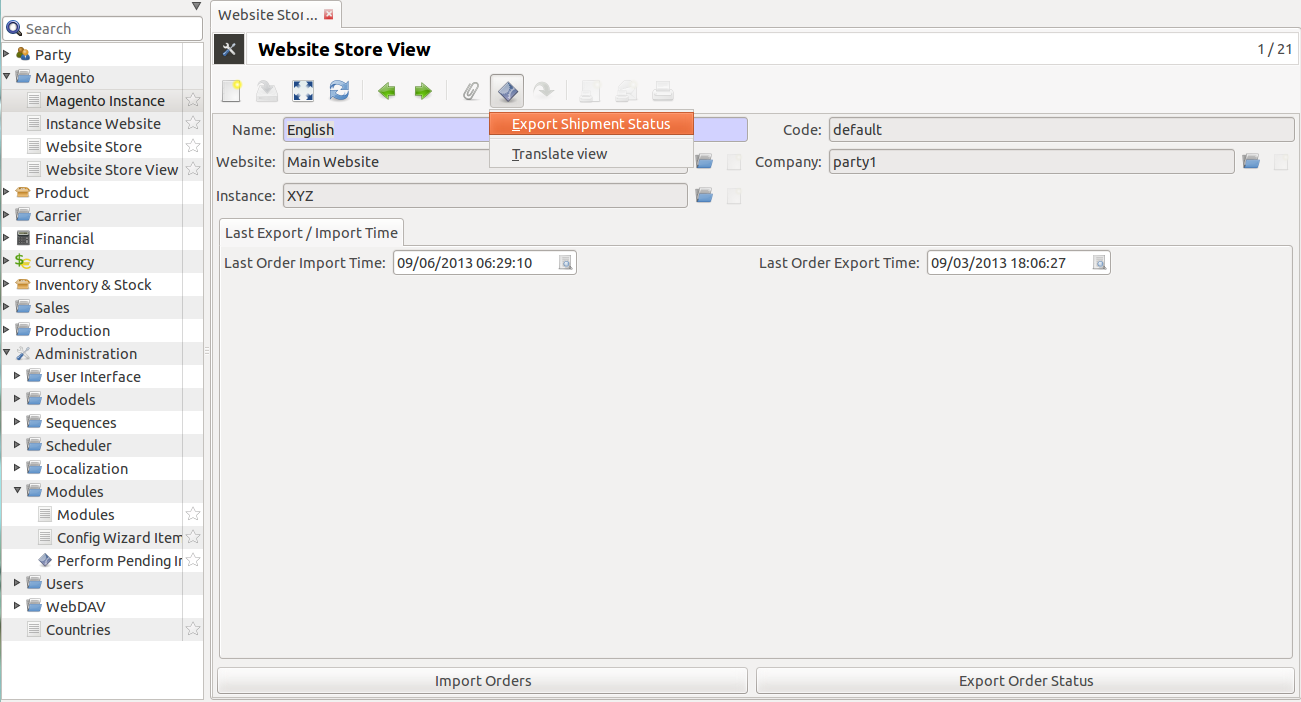 Website Stor...
Search
Website Store View
1 / 21
Party
Magento
Magento Instance
Instance Website
Website Store
Website Store View
Product
Carrier
Financial
Currency
Inventory & Stock
Sales
Production
Administration
User Interface
Models
Sequences
Scheduler
Localization
Modules
Modules
Config Wizard Item
Perform Pending In
Users
WebDAV
Countries
Export Shipment Status
Translate view
Name: English
Code: default
Website: Main Website
Company: party1
Instance: XYZ
Last Export / Import Time
Last Order Import Time: 09/06/2013 06:29:10
Last Order Export Time: 09/03/2013 18:06:27
Import Orders
Export Order Status